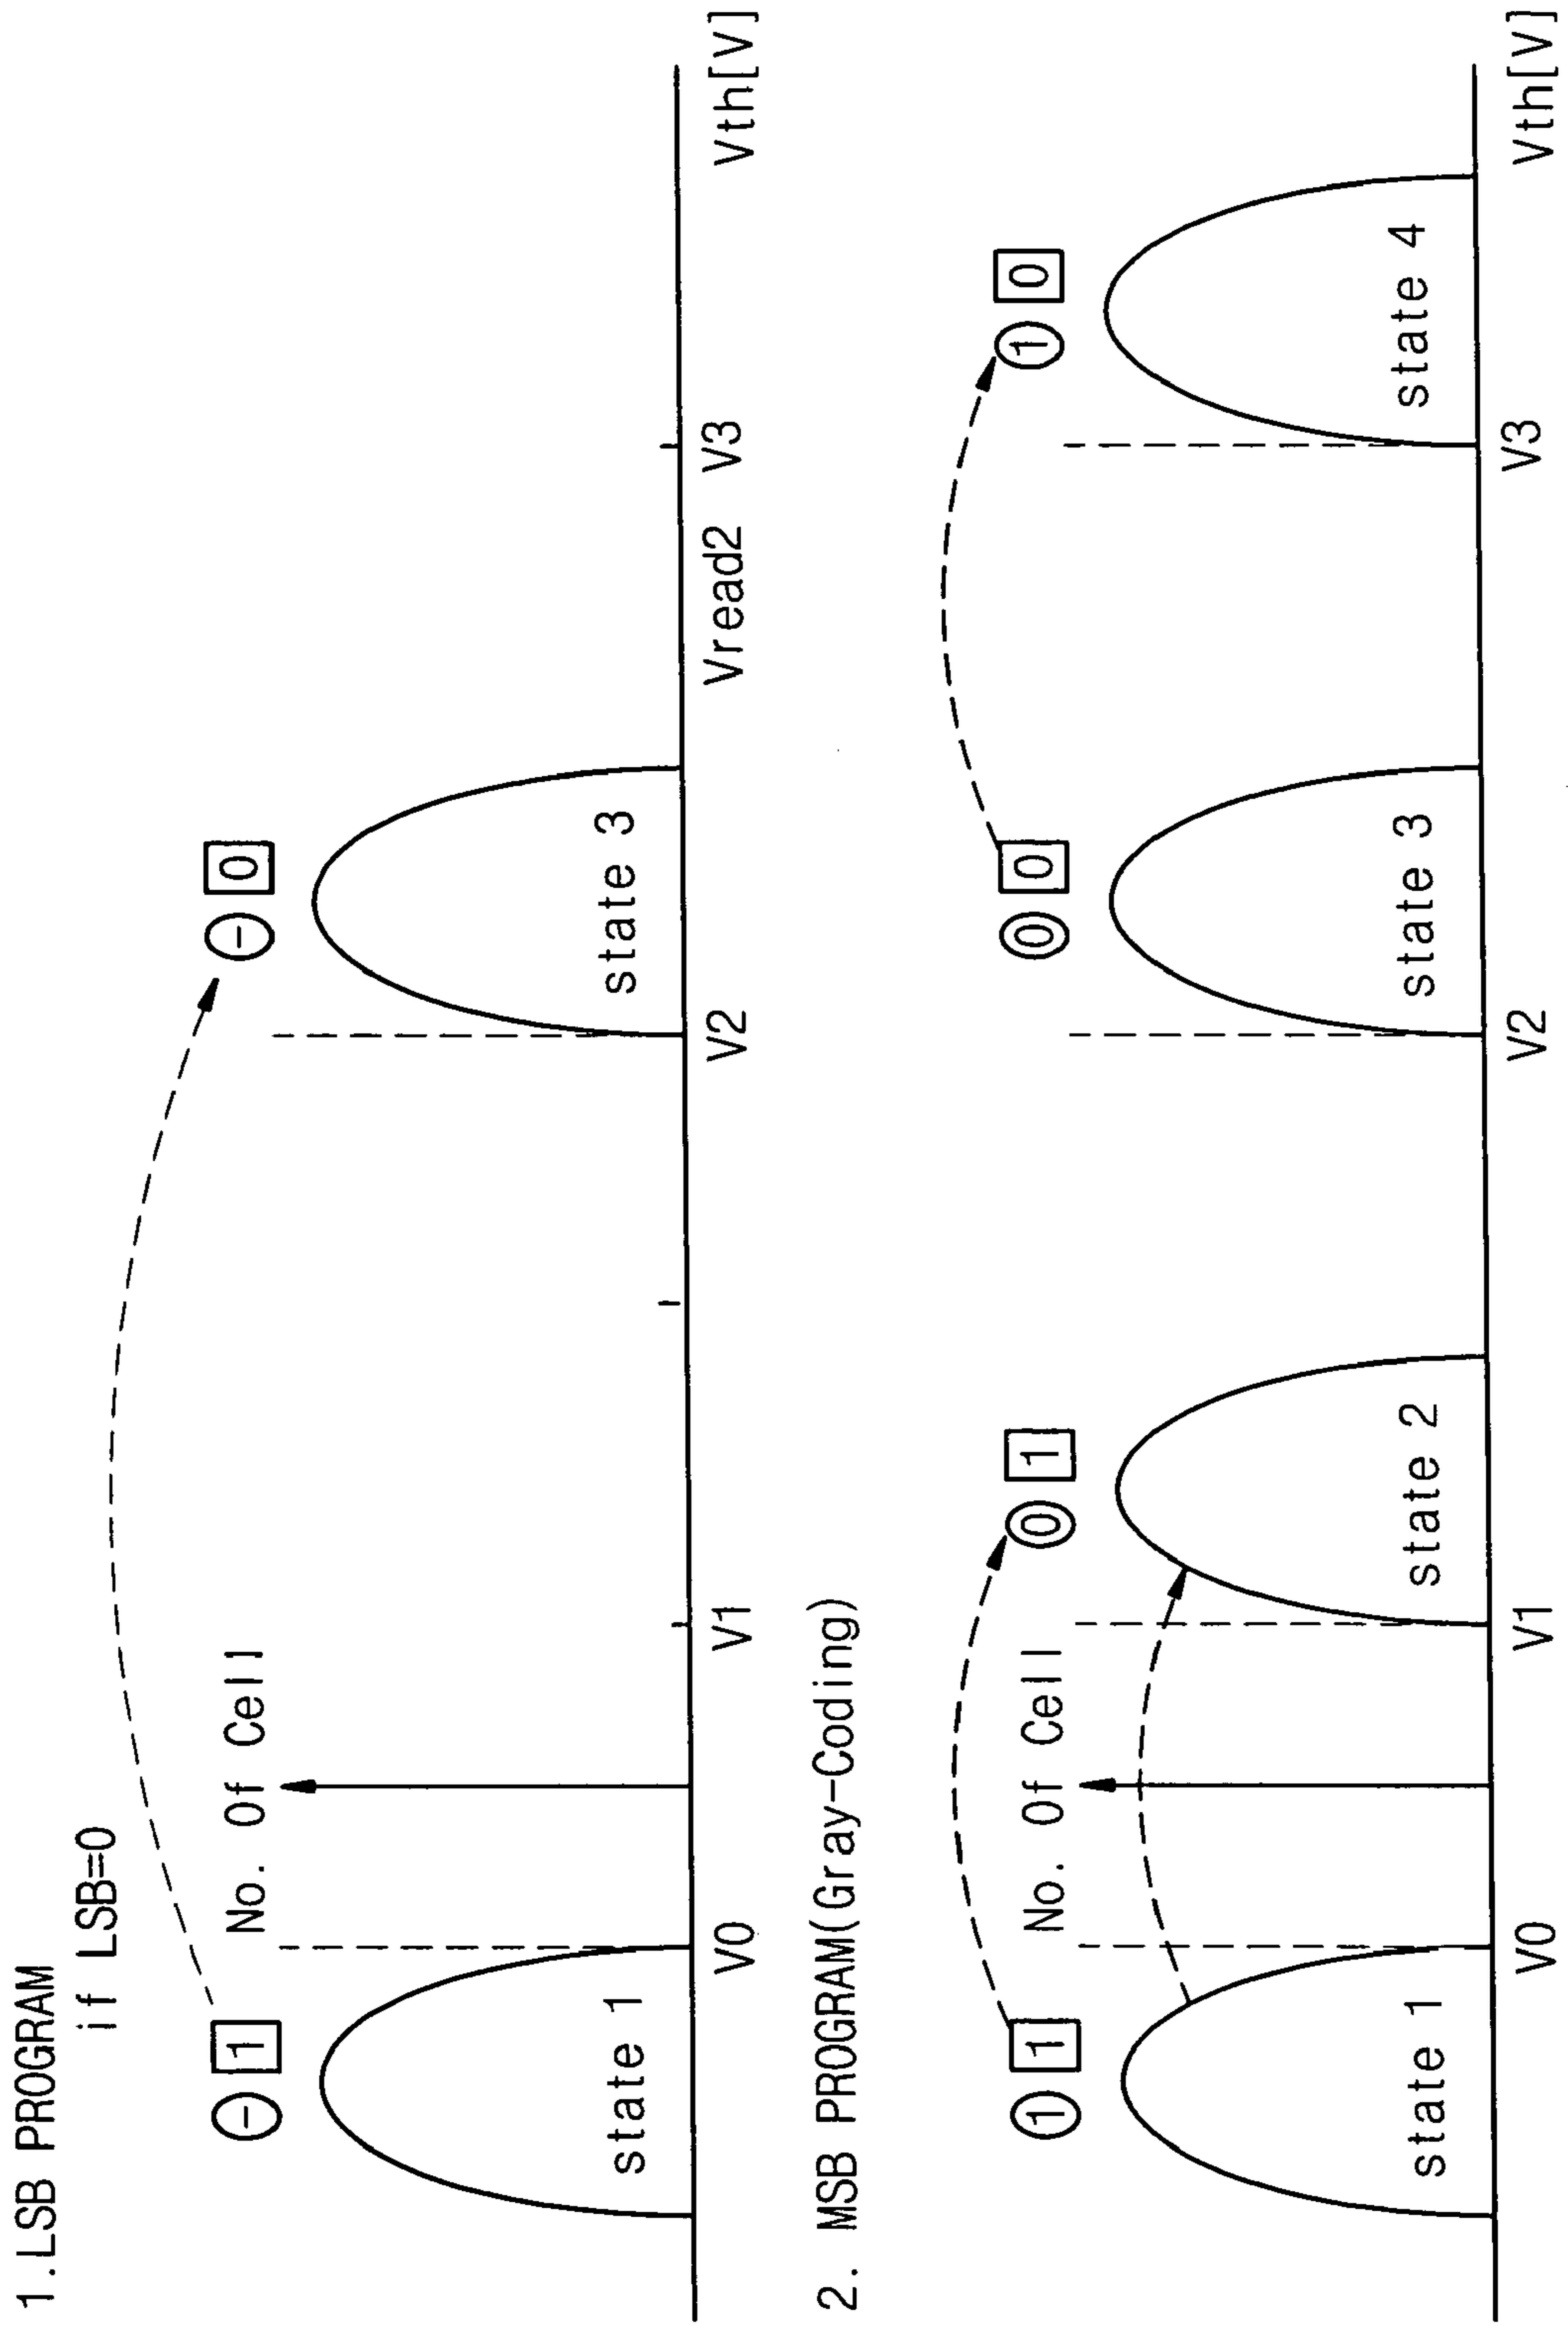 1.LSB PROGRAM
if LSB=0
⊖ 1
No. Of Cell
⊖ 0
state 1
state 3
V0 V1 V2 Vread2 V3 Vth[V]
2. MSB PROGRAM(Gray-Coding)
1 1
No. Of Cell
0 1
0 0
1 0
state 1
state 2
state 3
state 4
V0 V1 V2 V3 Vth[V]